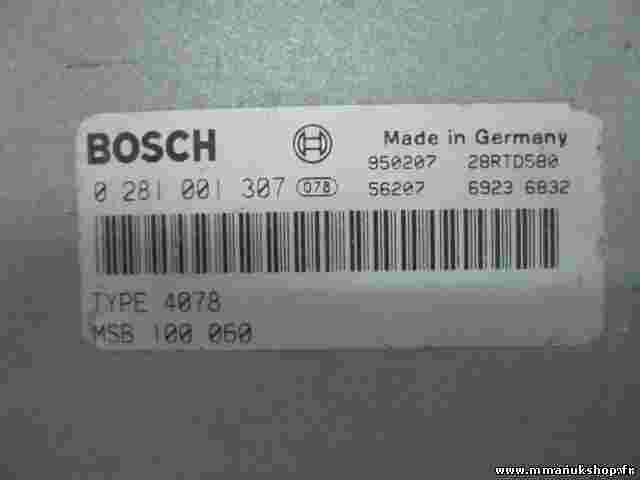 BOSCH Made in Germany
950207 28RTD580
0 281 001 307 078 56207 6923 6832
TYPE 4078
MSB 100 060
www.mmanukshop.fr